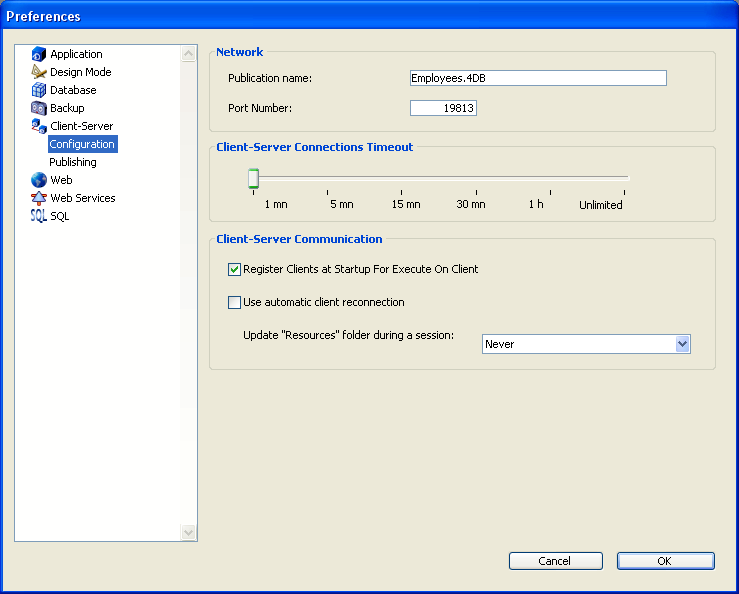 Preferences
Application
Design Mode
Database
Backup
Client-Server
Configuration
Publishing
Web
Web Services
SQL SQL
Network
Publication name: Employees.4DB
Port Number: 19813
Client-Server Connections Timeout
1 mn 5 mn 15 mn 30 mn 1 h Unlimited
Client-Server Communication
Register Clients at Startup For Execute On Client
Use automatic client reconnection
Update "Resources" folder during a session: Never
Cancel OK